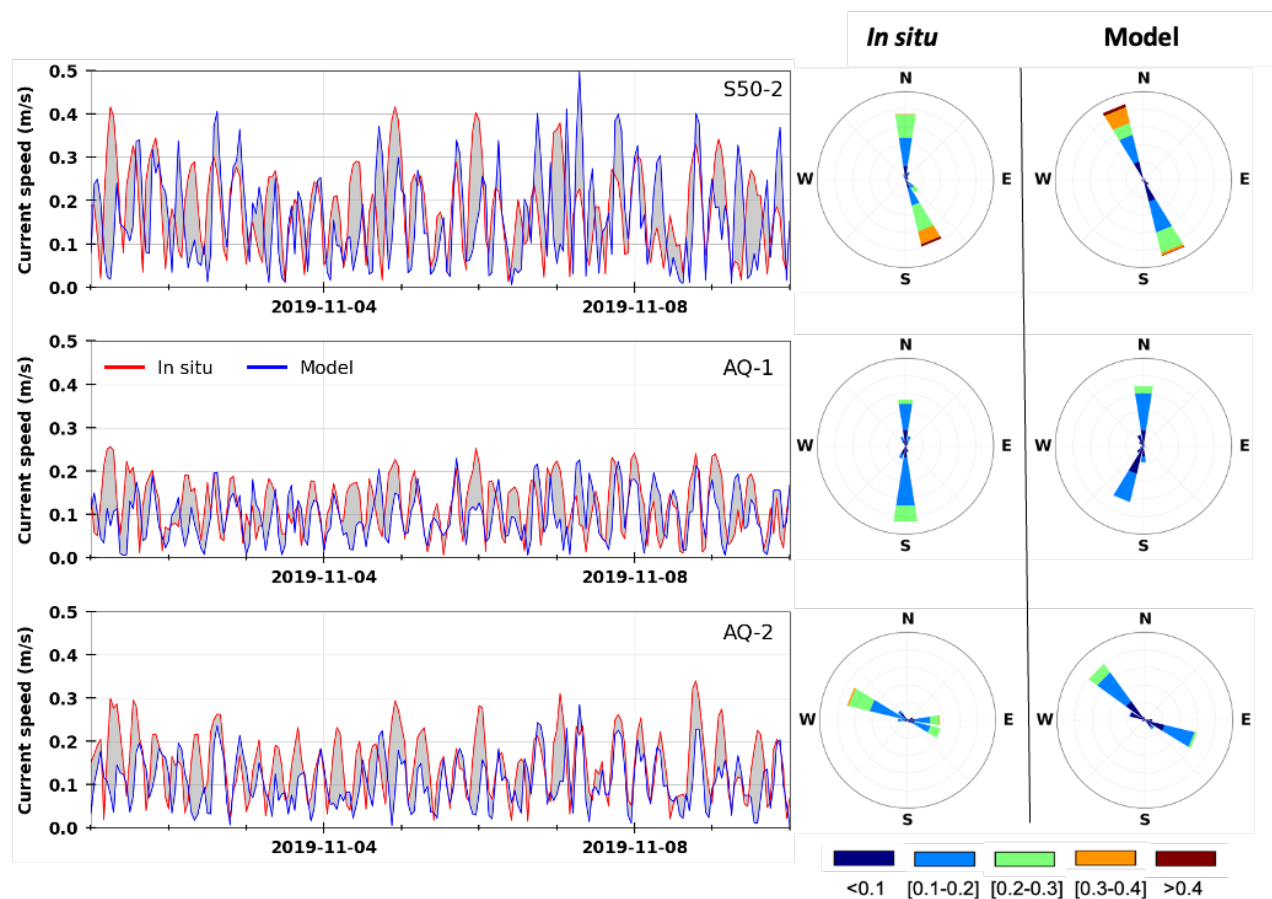 In situ Model
Current speed (m/s)
0.5
0.4
0.3
0.2
0.1
0.0
S50-2
2019-11-04 2019-11-08
N
W E
S
N
W E
S
Current speed (m/s)
0.5
0.4
0.3
0.2
0.1
0.0
In situ Model
AQ-1
2019-11-04 2019-11-08
N
W E
S
N
W E
S
Current speed (m/s)
0.5
0.4
0.3
0.2
0.1
0.0
AQ-2
2019-11-04 2019-11-08
N
W E
S
N
W E
S
<0.1 [0.1-0.2] [0.2-0.3] [0.3-0.4] >0.4